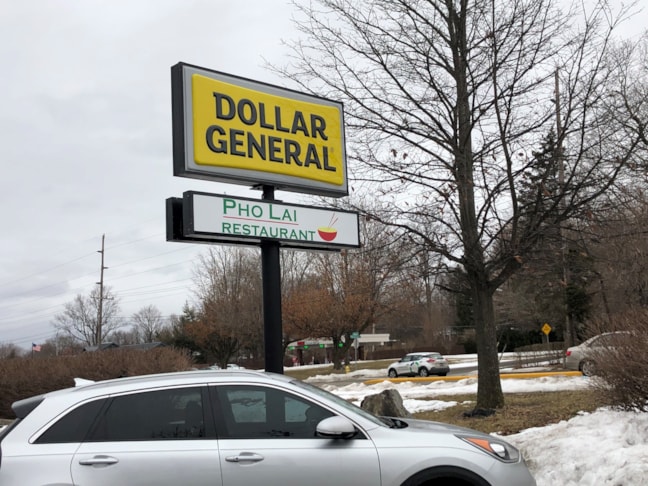 DOLLAR
GENERAL
PHO LAI
RESTAURANT